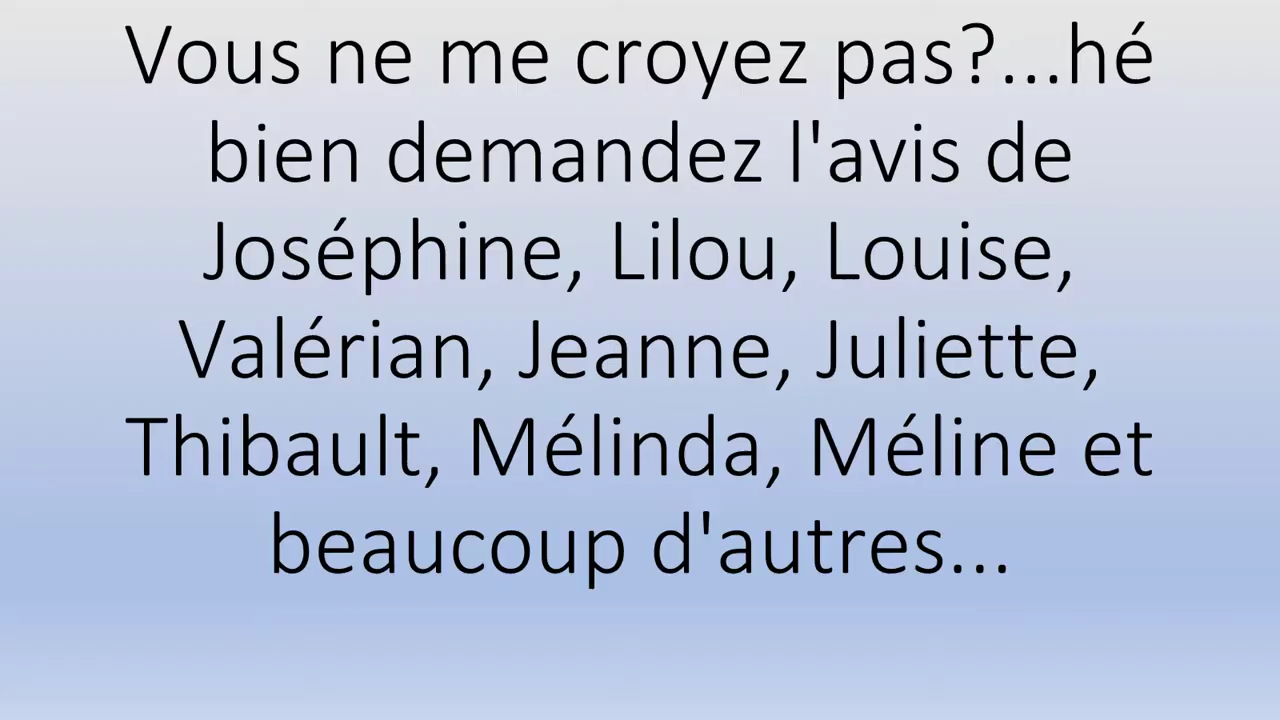 Vous ne me croyez pas?...hé
bien demandez l'avis de
Joséphine, Lilou, Louise,
Valérian, Jeanne, Juliette,
Thibault, Mélinda, Méline et
beaucoup d'autres...